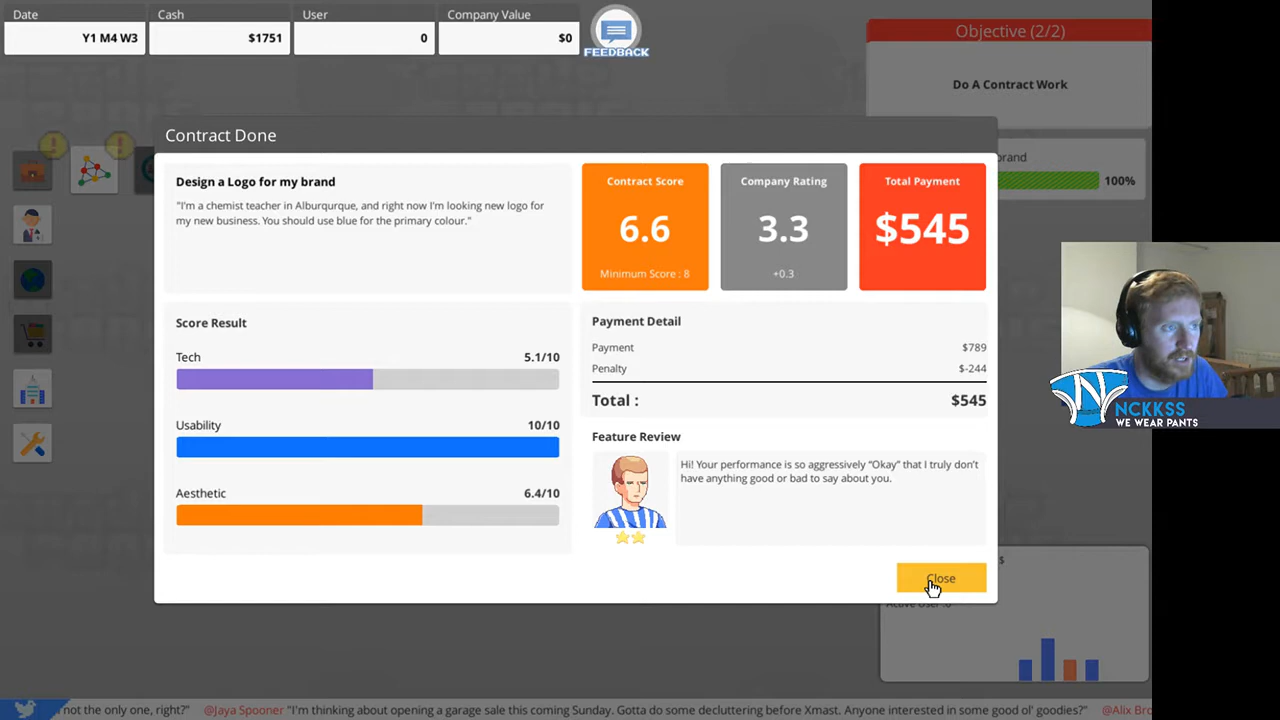 Date
Cash
User
Company Value
Y1 M4 W3
$1751
0
$0
FEEDBACK
Objective (2/2)
Do A Contract Work
brand
100%
Contract Done
Design a Logo for my brand
"I'm a chemist teacher in Alburqurque, and right now I'm looking new logo for
my new business. You should use blue for the primary colour."
Contract Score
6.6
Minimum Score : 8
Company Rating
3.3
+0.3
Total Payment
$545
Score Result
Tech
5.1/10
Usability
10/10
Aesthetic
6.4/10
Payment Detail
Payment
$789
Penalty
$-244
Total :
$545
Feature Review
Hi! Your performance is so aggressively "Okay" that I truly don't
have anything good or bad to say about you.
Close
$
NCKKSS
WE WEAR PANTS
not the only one, right?"
@Jaya Spooner "I'm thinking about opening a garage sale this coming Sunday. Gotta do some decluttering before Xmast. Anyone interested in some good ol' goodies?"
@Alix Bro